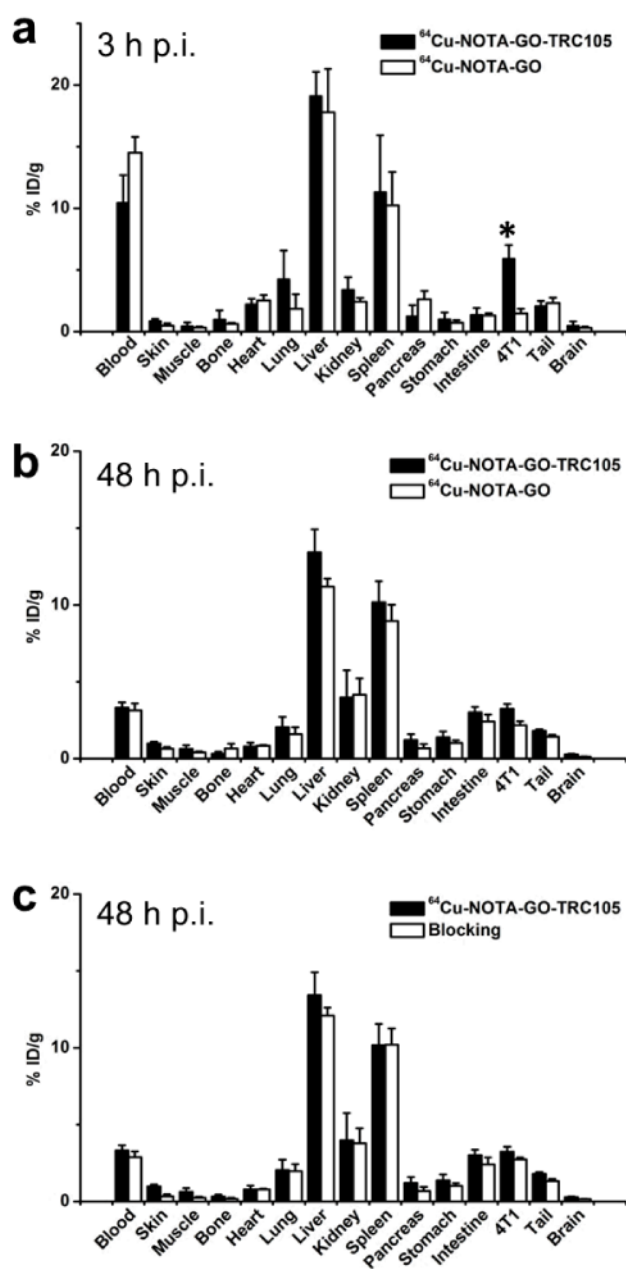 a
3 h p.i.
⁶⁴Cu-NOTA-GO-TRC105
⁶⁴Cu-NOTA-GO
20
10
0
% ID/g
*
Blood
Skin
Muscle
Bone
Heart
Lung
Liver
Kidney
Spleen
Pancreas
Stomach
Intestine
4T1
Tail
Brain
b
48 h p.i.
⁶⁴Cu-NOTA-GO-TRC105
⁶⁴Cu-NOTA-GO
20
10
0
% ID/g
Blood
Skin
Muscle
Bone
Heart
Lung
Liver
Kidney
Spleen
Pancreas
Stomach
Intestine
4T1
Tail
Brain
c
48 h p.i.
⁶⁴Cu-NOTA-GO-TRC105
Blocking
20
10
0
% ID/g
Blood
Skin
Muscle
Bone
Heart
Lung
Liver
Kidney
Spleen
Pancreas
Stomach
Intestine
4T1
Tail
Brain